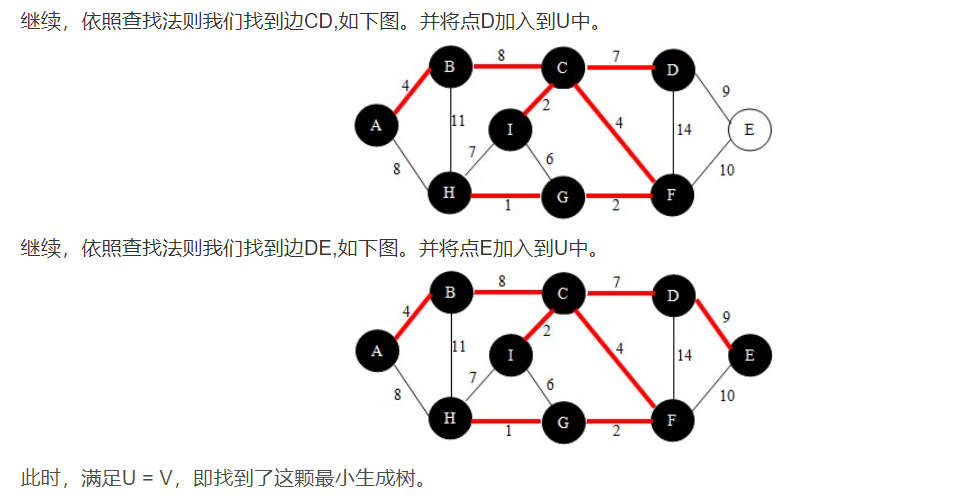 继续，依照查找法则我们找到边CD,如下图。并将点D加入到U中。
8 7
B C D
4 9
2
A 11 I 4 14 E
7 6
8 10
H G F
1 2
继续，依照查找法则我们找到边DE,如下图。并将点E加入到U中。
8 7
B C D
4 9
2
A 11 I 4 14 E
7 6
8 10
H G F
1 2
此时，满足U = V，即找到了这颗最小生成树。